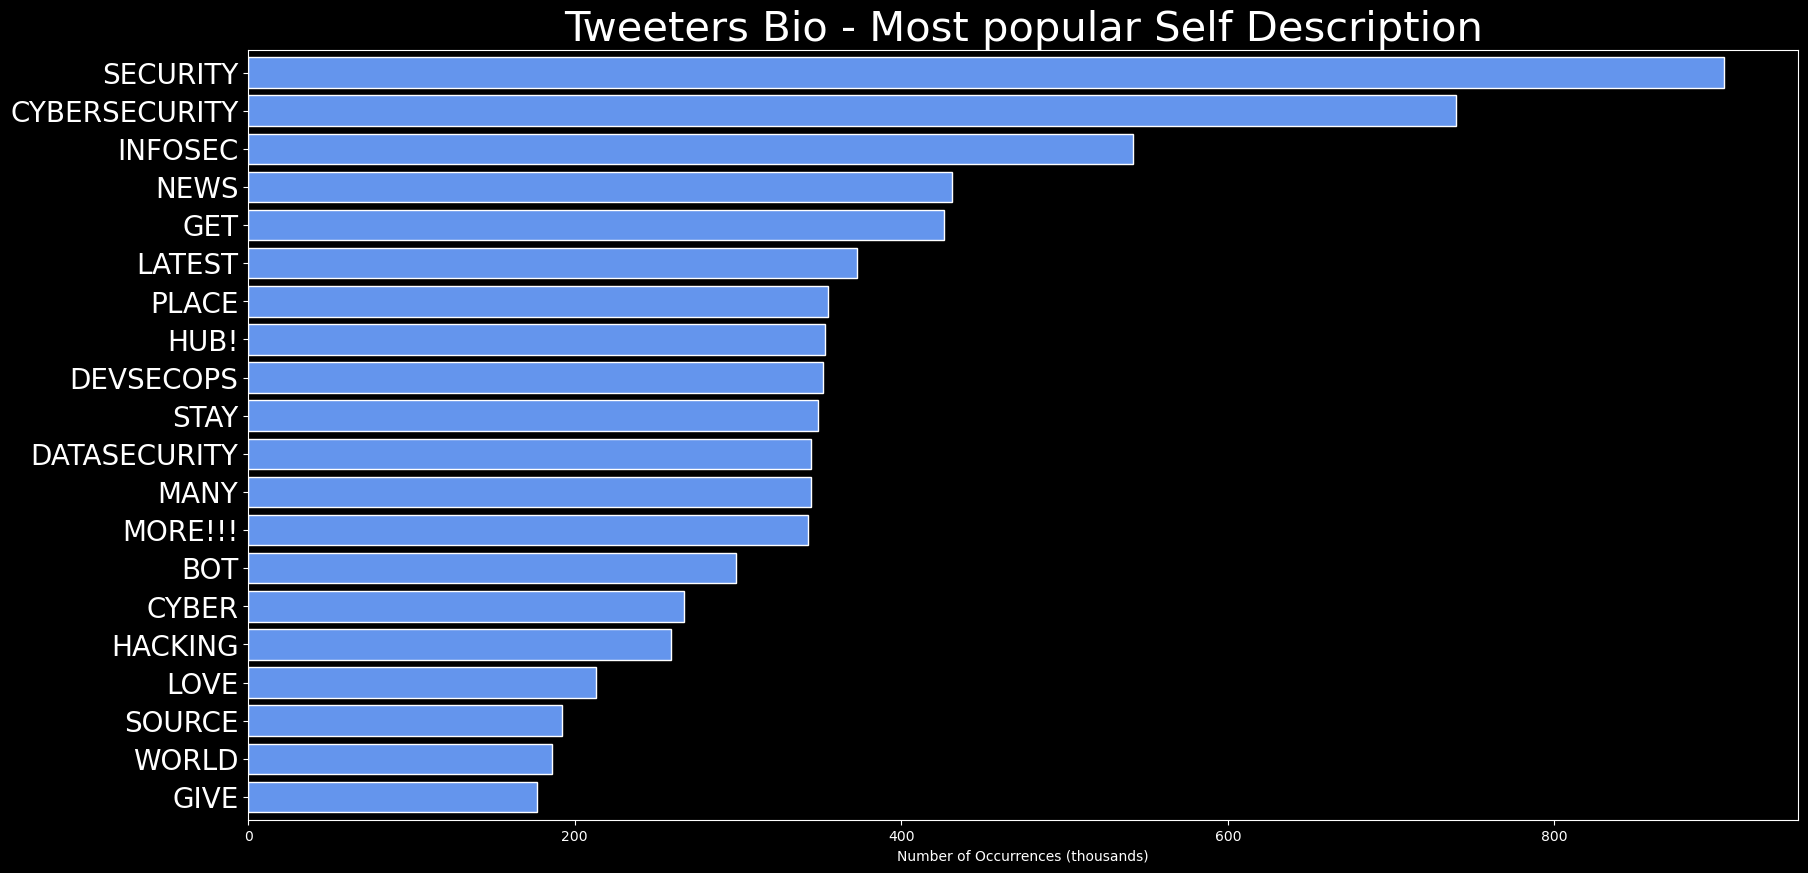 Tweeters Bio - Most popular Self Description
SECURITY
CYBERSECURITY
INFOSEC
NEWS
GET
LATEST
PLACE
HUB!
DEVSECOPS
STAY
DATASECURITY
MANY
MORE!!!
BOT
CYBER
HACKING
LOVE
SOURCE
WORLD
GIVE
0 200 400 600 800
Number of Occurrences (thousands)